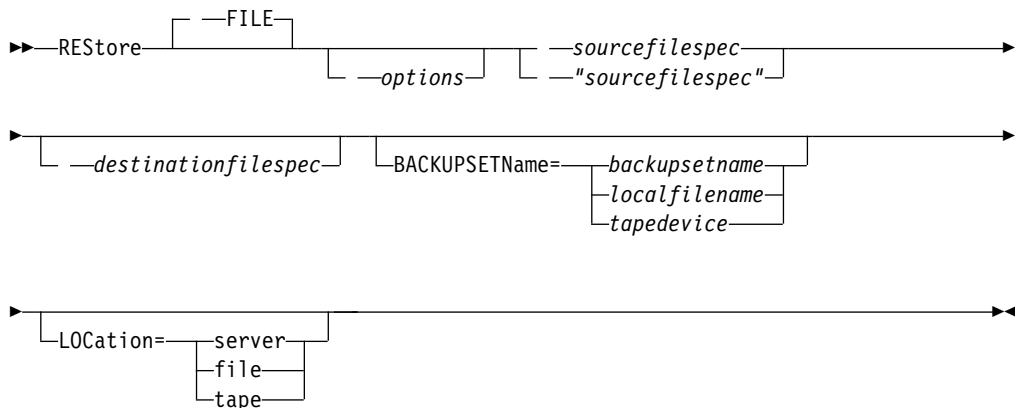 FILE
REStore
options
sourcefilespec
"sourcefilespec"
destinationfilespec
BACKUPSETName=
backupsetname
localfilename
tapedevice
LOCation=
server
file
tape